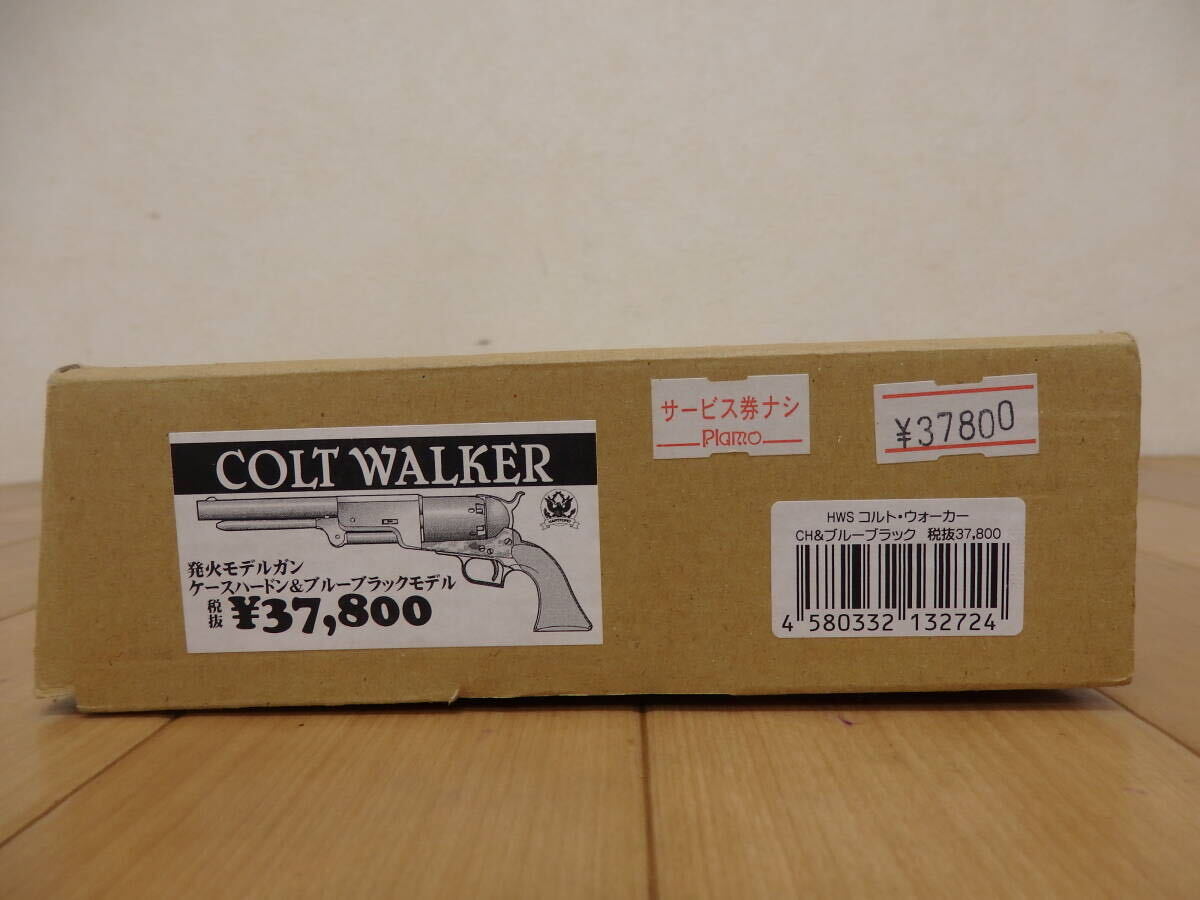 COLT WALKER
HARTFORD
発火モデルガン
ケースハードン&ブルーブラックモデル
税抜 ¥37,800
サービス券ナシ
Plamo
¥37800
HWS コルト・ウォーカー
CH&ブルーブラック 税抜37,800
4 580332 132724